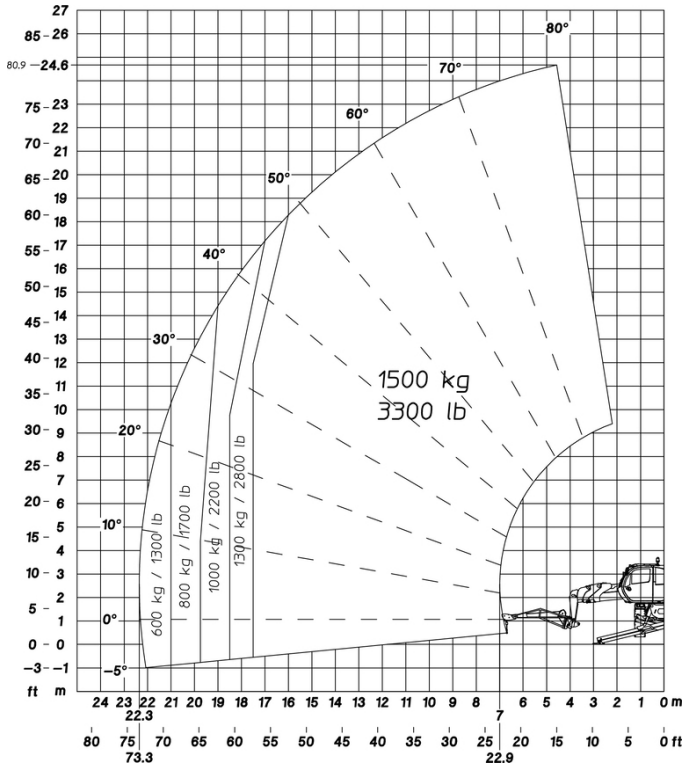 27
85 – 26
80°
80.9 – 24.6
70°
75 – 23
60°
22
70 – 21
65 – 20
50°
19
60 – 18
55 – 17
40°
16
50 – 15
45 – 14
30°
13
40 – 12
1500 kg
35 – 11
3300 lb
10
30 – 9
20°
25 – 8
7
20 – 6
600 kg / 1300 lb
800 kg / 1700 lb
1000 kg / 2200 lb
1300 kg / 2800 lb
10°
15 – 5
4
10 – 3
5 – 2
0°
1
0 – 0
–5°
–3 – –1
ft m
24 23 22 21 20 19 18 17 16 15 14 13 12 11 10 9 8 7 6 5 4 3 2 1 0 m
22.3 7
80 75 70 65 60 55 50 45 40 35 30 25 20 15 10 5 0 ft
73.3 22.9